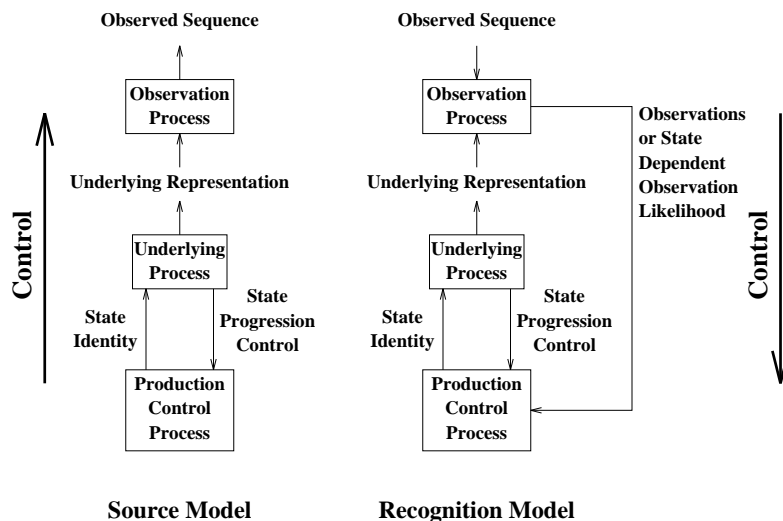 Observed Sequence
Observation
Process
Underlying Representation
Underlying
Process
State
Identity
State
Progression
Control
Production
Control
Process
Control
Source Model
Observed Sequence
Observation
Process
Observations
or State
Dependent
Observation
Likelihood
Underlying Representation
Underlying
Process
State
Identity
State
Progression
Control
Production
Control
Process
Control
Recognition Model